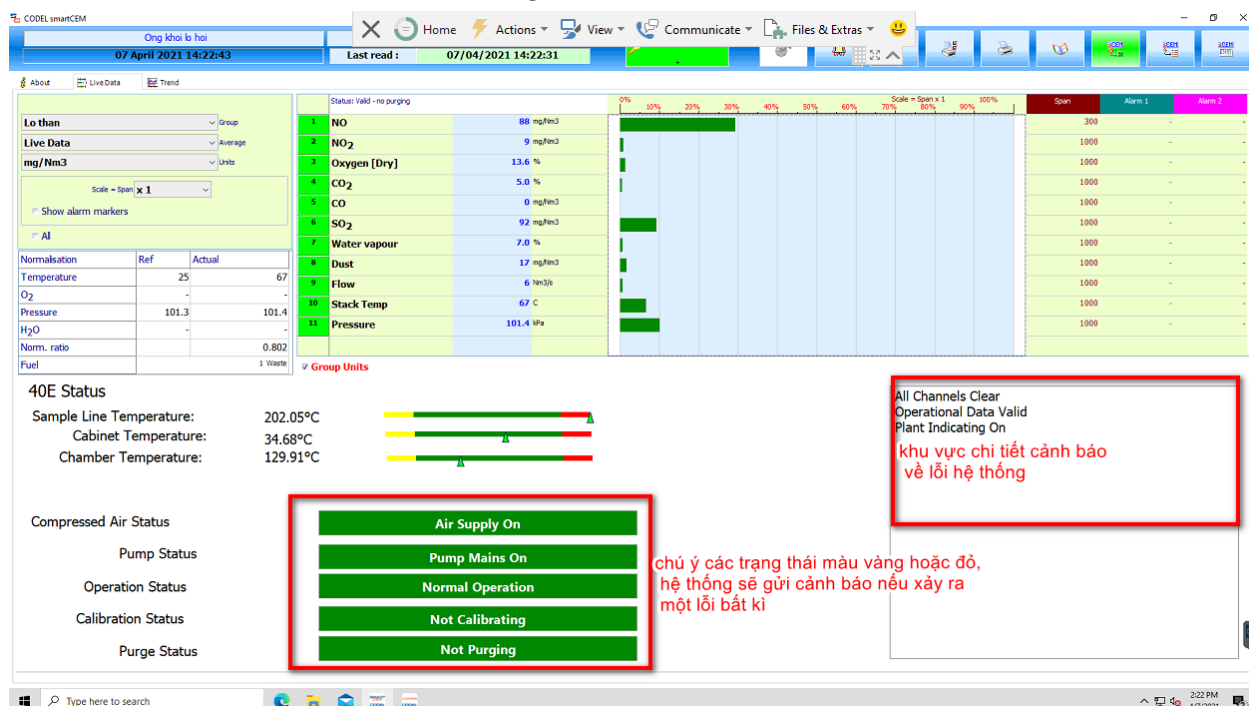 CODEL smartCEM
Home Actions View Communicate Files & Extras
Ong khoi lo hoi
07 April 2021 14:22:43 Last read : 07/04/2021 14:22:31
About Live Data Trend
Status: Valid - no purging 0% 10% 20% 30% 40% 50% 60% 70% 80% 90% 100% Scale = Span x 1 Span Alarm 1 Alarm 2
Lo than Group
Live Data Average
mg/Nm3 Units
Scale = Span x 1
Show alarm markers
All
1 NO 88 mg/Nm3 300 - -
2 NO2 9 mg/Nm3 1000 - -
3 Oxygen [Dry] 13.6 % 1000 - -
4 CO2 5.0 % 1000 - -
5 CO 0 mg/Nm3 1000 - -
6 SO2 92 mg/Nm3 1000 - -
7 Water vapour 7.0 % 1000 - -
8 Dust 17 mg/Nm3 1000 - -
9 Flow 6 Nm3/s 1000 - -
10 Stack Temp 67 C 1000 - -
11 Pressure 101.4 kPa 1000 - -
Normalisation Ref Actual
Temperature 25 67
O2 - -
Pressure 101.3 101.4
H2O - -
Norm. ratio 0.802
Fuel 1 Waste
Group Units
40E Status
Sample Line Temperature: 202.05°C
Cabinet Temperature: 34.68°C
Chamber Temperature: 129.91°C
All Channels Clear
Operational Data Valid
Plant Indicating On
khu vực chi tiết cảnh báo
về lỗi hệ thống
Compressed Air Status Air Supply On
Pump Status Pump Mains On
Operation Status Normal Operation
Calibration Status Not Calibrating
Purge Status Not Purging
chú ý các trạng thái màu vàng hoặc đỏ,
hệ thống sẽ gửi cảnh báo nếu xảy ra
một lỗi bất kì
Type here to search
2:22 PM